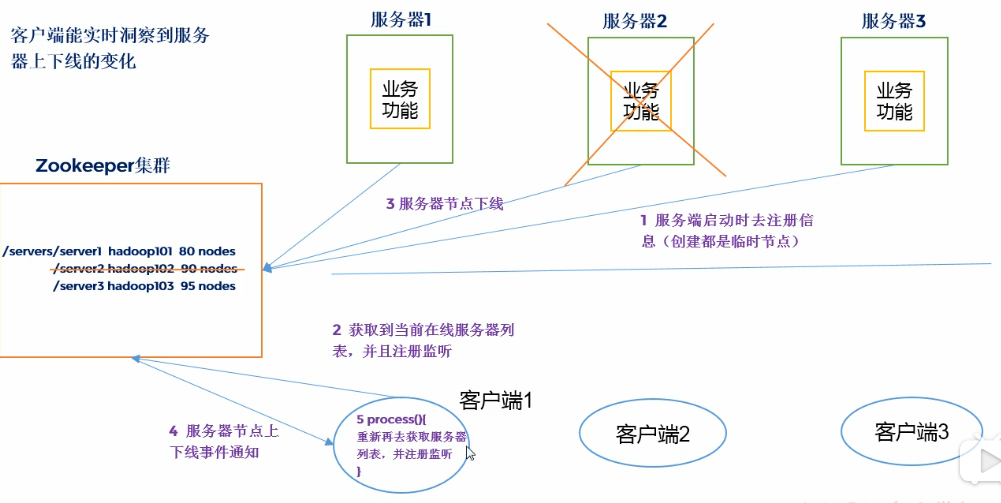 客户端能实时洞察到服务
器上下线的变化
服务器1
服务器2
服务器3
业务
功能
业务
功能
业务
功能
Zookeeper集群
/servers/server1 hadoop101 80 nodes
/server2 hadoop102 90 nodes
/server3 hadoop103 95 nodes
3 服务器节点下线
1 服务端启动时去注册信
息（创建都是临时节点）
2 获取到当前在线服务器列
表，并且注册监听
4 服务器节点上
下线事件通知
客户端1
5 process(){
重新再去获取服务器
列表，并注册监听
}
客户端2
客户端3